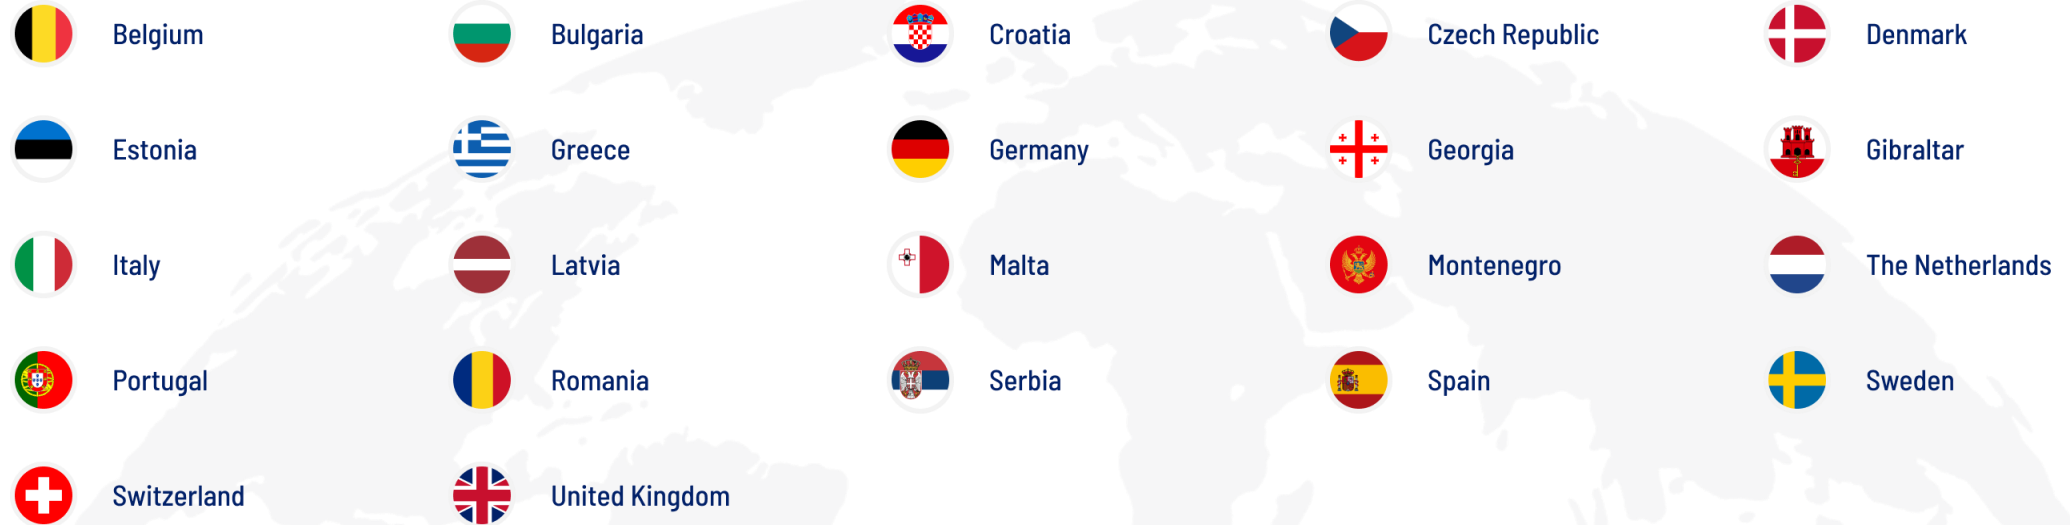 Belgium
Bulgaria
Croatia
Czech Republic
Denmark
Estonia
Greece
Germany
Georgia
Gibraltar
Italy
Latvia
Malta
Montenegro
The Netherlands
Portugal
Romania
Serbia
Spain
Sweden
Switzerland
United Kingdom